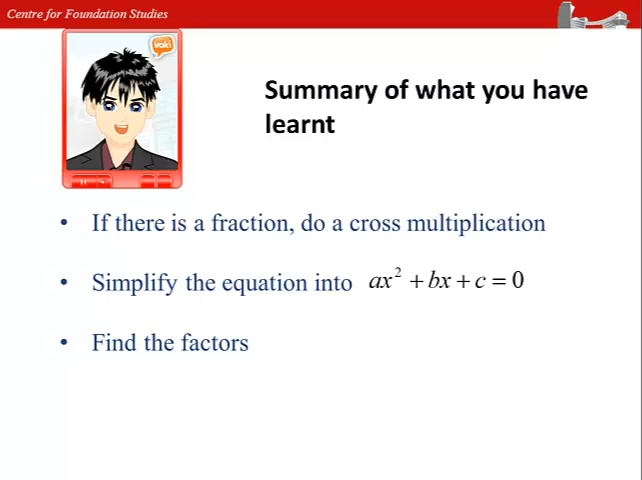 Centre for Foundation Studies
voki
Summary of what you have
learnt
• If there is a fraction, do a cross multiplication
• Simplify the equation into ax² + bx + c = 0
• Find the factors